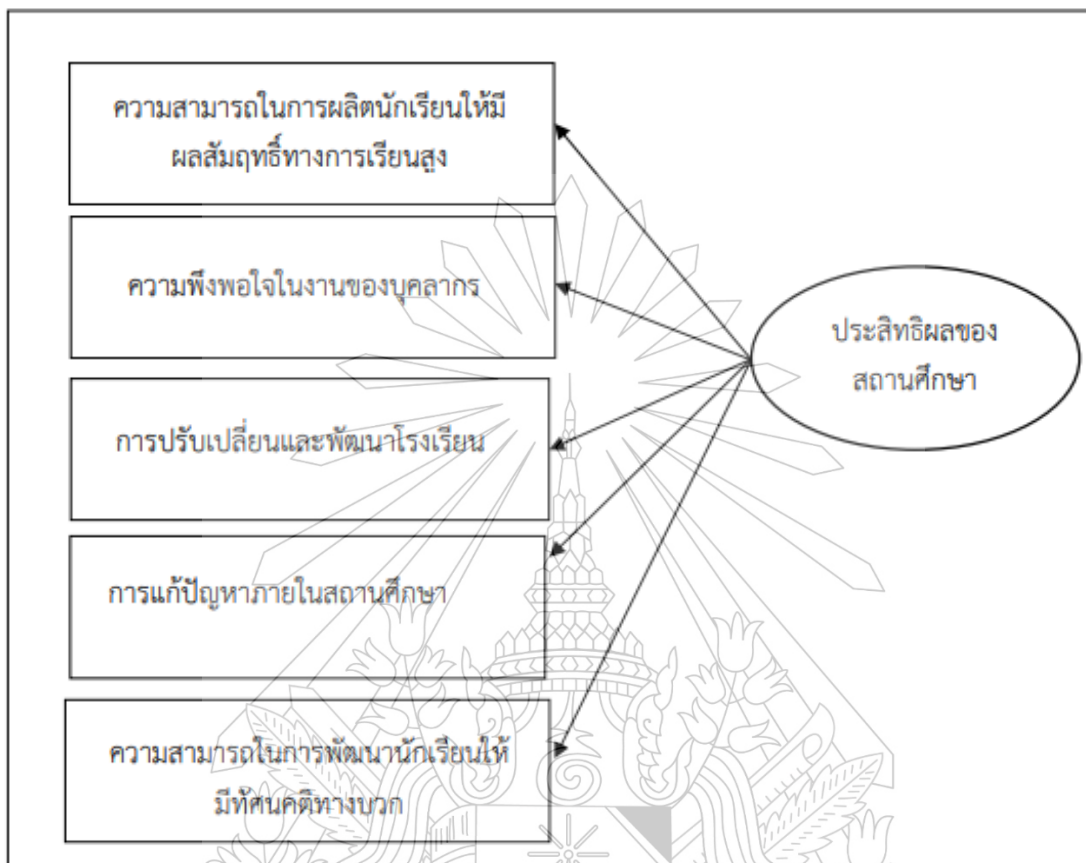 ความสามารถในการผลิตนักเรียนให้มี
ผลสัมฤทธิ์ทางการเรียนสูง
ความพึงพอใจในงานของบุคลากร
การปรับเปลี่ยนและพัฒนาโรงเรียน
การแก้ปัญหาภายในสถานศึกษา
ความสามารถในการพัฒนานักเรียนให้
มีทัศนคติทางบวก
ประสิทธิผลของ
สถานศึกษา